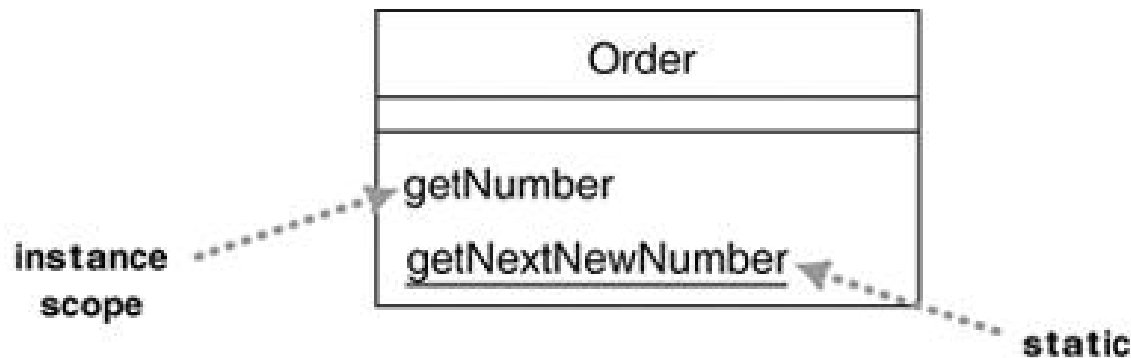 Order
getNumber
getNextNewNumber
instance
scope
static